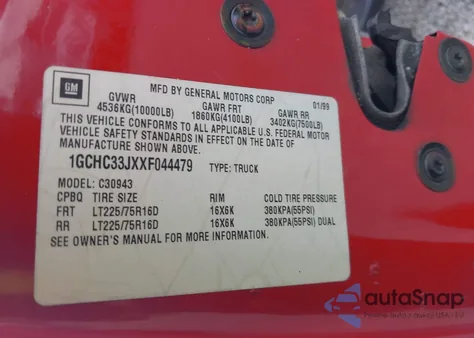 GM
MFD BY GENERAL MOTORS CORP 01/99
GVWR GAWR FRT GAWR RR
4536KG(10000LB) 1860KG(4100LB) 3402KG(7500LB)
THIS VEHICLE CONFORMS TO ALL APPLICABLE U.S. FEDERAL MOTOR
VEHICLE SAFETY STANDARDS IN EFFECT ON THE DATE OF
MANUFACTURE SHOWN ABOVE.
1GCHC33JXXF044479 TYPE: TRUCK
MODEL: C30943
CPBQ TIRE SIZE RIM COLD TIRE PRESSURE
FRT LT225/75R16D 16X6K 380KPA(55PSI)
RR LT225/75R16D 16X6K 380KPA(55PSI) DUAL
SEE OWNER'S MANUAL FOR MORE INFORMATION.
autoSnap